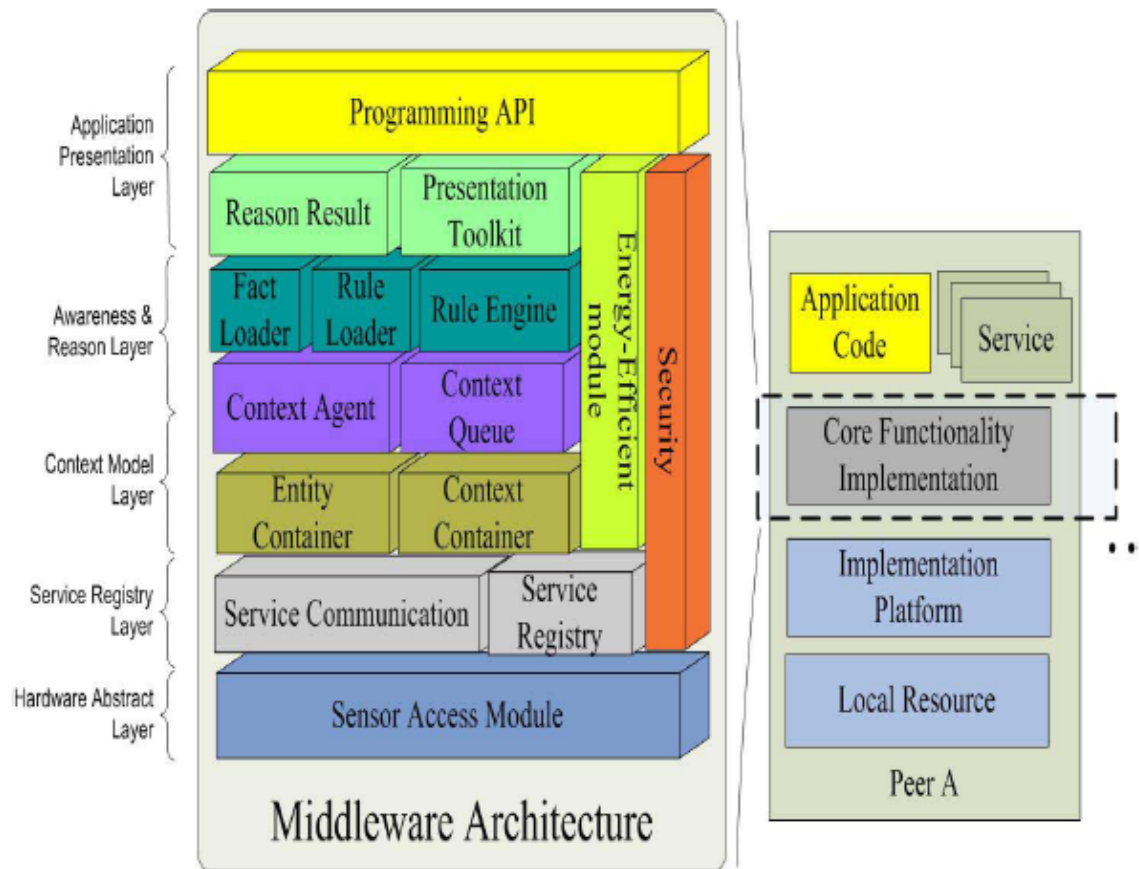 Application
Presentation
Layer
Awareness &
Reason Layer
Context Model
Layer
Service Registry
Layer
Hardware Abstract
Layer
Programming API
Reason Result
Presentation
Toolkit
Fact
Loader
Rule
Loader
Rule Engine
Context Agent
Context
Queue
Entity
Container
Context
Container
Energy-Efficient
module
Security
Service Communication
Service
Registry
Sensor Access Module
Middleware Architecture
Application
Code
Service
Core Functionality
Implementation
Implementation
Platform
Local Resource
Peer A